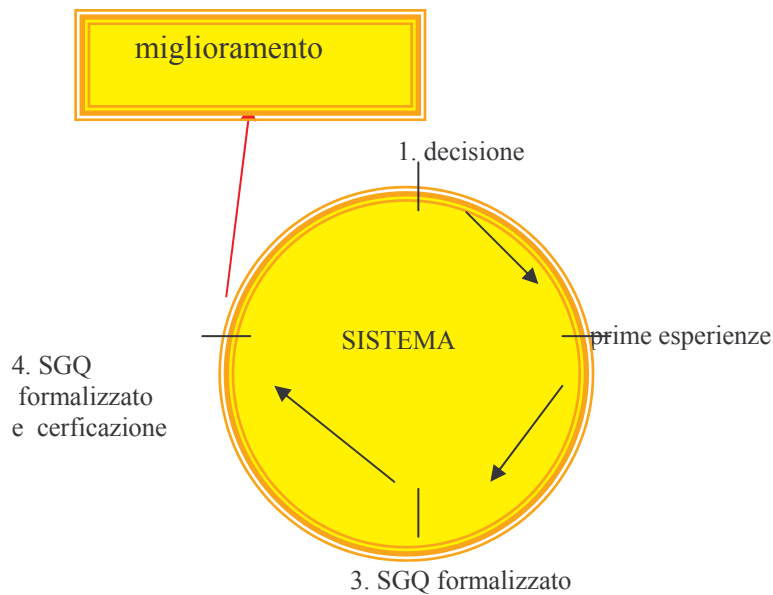 miglioramento
1. decisione
SISTEMA
prime esperienze
4. SGQ
formalizzato
e cerficazione
3. SGQ formalizzato